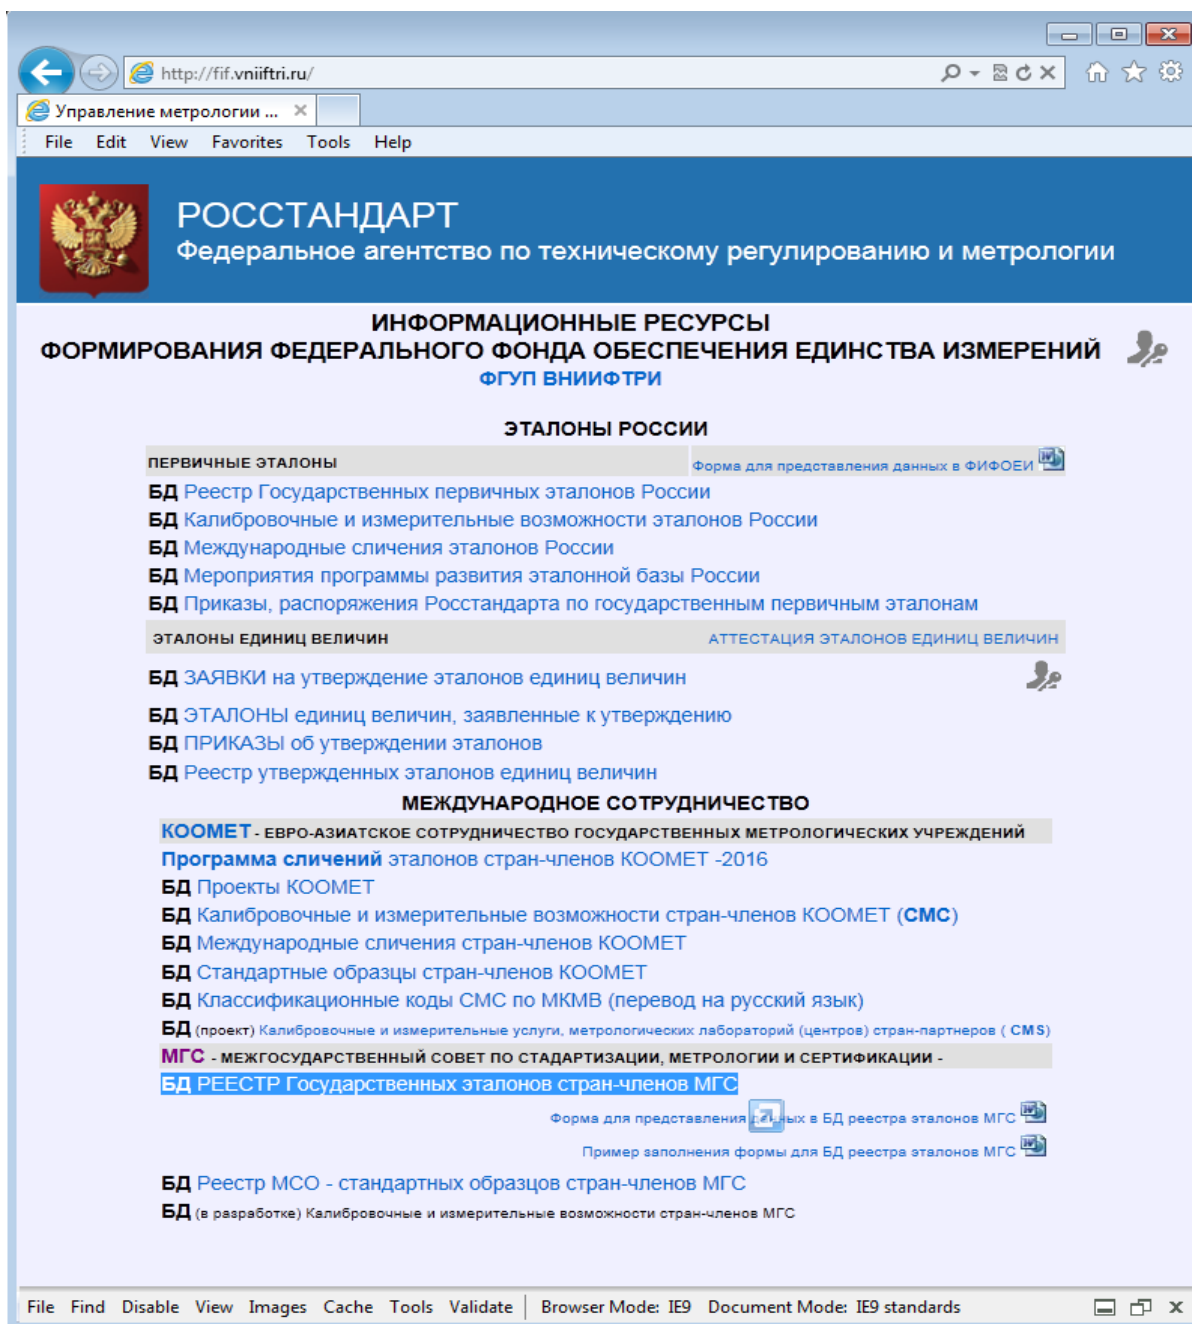 http://fif.vniiftri.ru/
Управление метрологии ...
File Edit View Favorites Tools Help
РОССТАНДАРТ
Федеральное агентство по техническому регулированию и метрологии
ИНФОРМАЦИОННЫЕ РЕСУРСЫ
ФОРМИРОВАНИЯ ФЕДЕРАЛЬНОГО ФОНДА ОБЕСПЕЧЕНИЯ ЕДИНСТВА ИЗМЕРЕНИЙ
ФГУП ВНИИФТРИ
ЭТАЛОНЫ РОССИИ
ПЕРВИЧНЫЕ ЭТАЛОНЫ Форма для представления данных в ФИФОЕИ
БД Реестр Государственных первичных эталонов России
БД Калибровочные и измерительные возможности эталонов России
БД Международные сличения эталонов России
БД Мероприятия программы развития эталонной базы России
БД Приказы, распоряжения Росстандарта по государственным первичным эталонам
ЭТАЛОНЫ ЕДИНИЦ ВЕЛИЧИН АТТЕСТАЦИЯ ЭТАЛОНОВ ЕДИНИЦ ВЕЛИЧИН
БД ЗАЯВКИ на утверждение эталонов единиц величин
БД ЭТАЛОНЫ единиц величин, заявленные к утверждению
БД ПРИКАЗЫ об утверждении эталонов
БД Реестр утвержденных эталонов единиц величин
МЕЖДУНАРОДНОЕ СОТРУДНИЧЕСТВО
КООМЕТ - ЕВРО-АЗИАТСКОЕ СОТРУДНИЧЕСТВО ГОСУДАРСТВЕННЫХ МЕТРОЛОГИЧЕСКИХ УЧРЕЖДЕНИЙ
Программа сличений эталонов стран-членов КООМЕТ -2016
БД Проекты КООМЕТ
БД Калибровочные и измерительные возможности стран-членов КООМЕТ (СМС)
БД Международные сличения стран-членов КООМЕТ
БД Стандартные образцы стран-членов КООМЕТ
БД Классификационные коды СМС по МКМВ (перевод на русский язык)
БД (проект) Калибровочные и измерительные услуги, метрологических лабораторий (центров) стран-партнеров ( CMS)
МГС - МЕЖГОСУДАРСТВЕННЫЙ СОВЕТ ПО СТАДАРТИЗАЦИИ, МЕТРОЛОГИИ И СЕРТИФИКАЦИИ -
БД РЕЕСТР Государственных эталонов стран-членов МГС
Форма для представления данных в БД реестра эталонов МГС
Пример заполнения формы для БД реестра эталонов МГС
БД Реестр МСО - стандартных образцов стран-членов МГС
БД (в разработке) Калибровочные и измерительные возможности стран-членов МГС
File Find Disable View Images Cache Tools Validate Browser Mode: IE9 Document Mode: IE9 standards